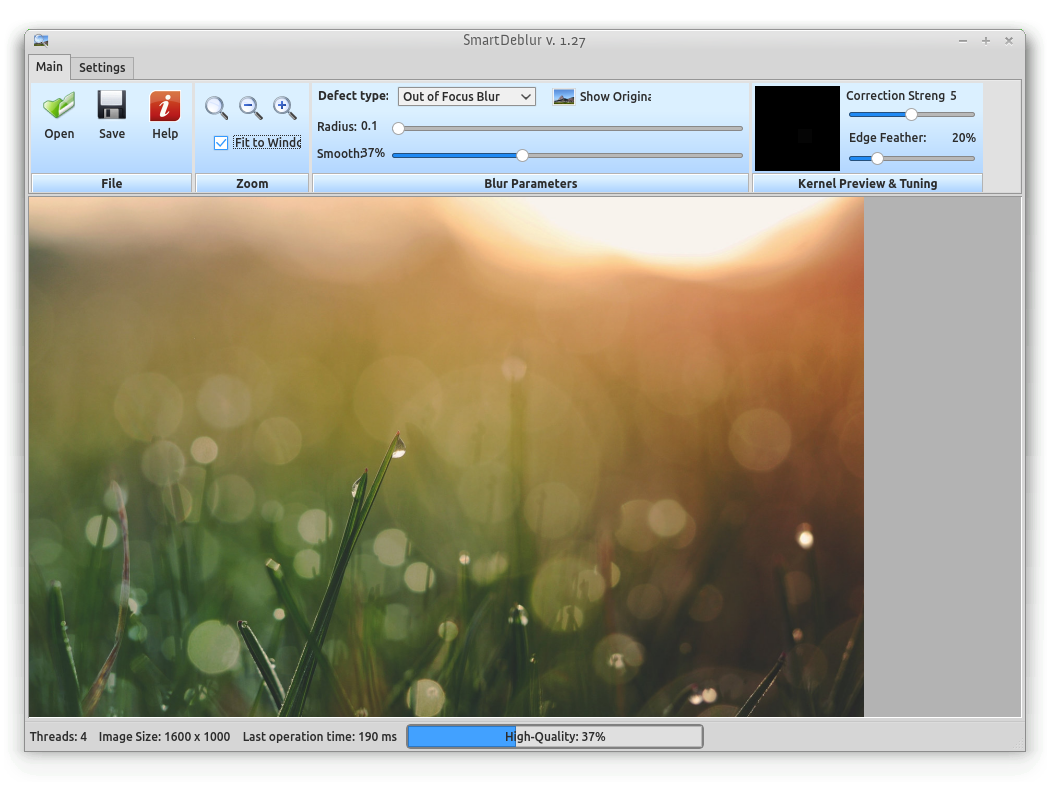 SmartDeblur v. 1.27
Main Settings
Open Save Help
Fit to Windo
File Zoom
Defect type: Out of Focus Blur Show Origina
Radius: 0.1
Smooth: 37%
Blur Parameters
Correction Streng 5
Edge Feather: 20%
Kernel Preview & Tuning
Threads: 4 Image Size: 1600 x 1000 Last operation time: 190 ms High-Quality: 37%